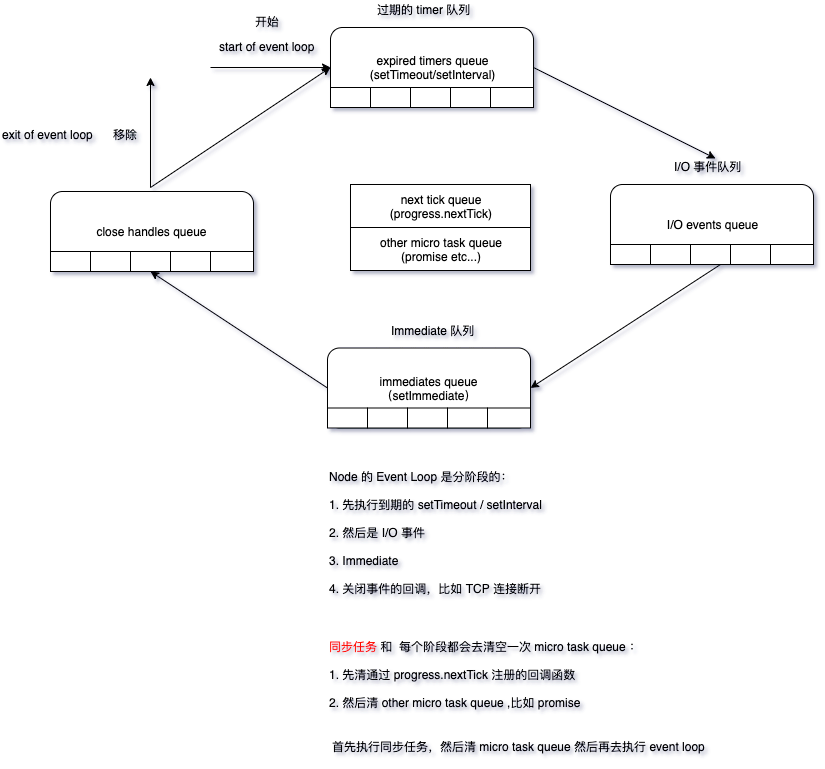 开始
start of event loop
过期的 timer 队列
expired timers queue
(setTimeout/setInterval)
exit of event loop
移除
I/O 事件队列
I/O events queue
next tick queue
(progress.nextTick)
other micro task queue
(promise etc...)
close handles queue
Immediate 队列
immediates queue
(setImmediate)
Node 的 Event Loop 是分阶段的：
1. 先执行到期的 setTimeout / setInterval
2. 然后是 I/O 事件
3. Immediate
4. 关闭事件的回调，比如 TCP 连接断开
同步任务 和 每个阶段都会去清空一次 micro task queue：
1. 先清通过 progress.nextTick 注册的回调函数
2. 然后清 other micro task queue ,比如 promise
首先执行同步任务，然后清 micro task queue 然后再去执行 event loop